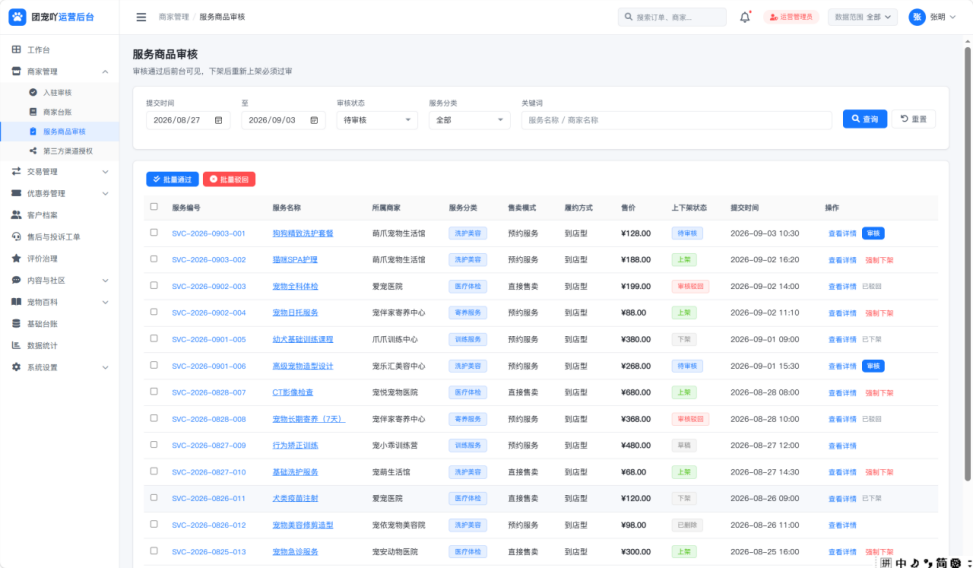 团宠吖运营后台
商家管理 / 服务商品审核
搜索订单、商家...
运营管理员
数据范围 全部
张 张明
工作台
商家管理
入驻审核
商家台账
服务商品审核
第三方渠道授权
交易管理
优惠券管理
客户档案
售后与投诉工单
评价治理
内容与社区
宠物百科
基础台账
数据统计
系统设置
服务商品审核
审核通过后前台可见，下架后重新上架必须过审
提交时间 至 审核状态 服务分类 关键词
2026/08/27 2026/09/03 待审核 全部 服务名称 / 商家名称 查询 重置
批量通过 批量驳回
服务编号 服务名称 所属商家 服务分类 售卖模式 履约方式 售价 上下架状态 提交时间 操作
SVC-2026-0903-001 狗狗精致洗护套餐 萌爪宠物生活馆 洗护美容 预约服务 到店型 ¥128.00 待审核 2026-09-03 10:30 查看详情 审核
SVC-2026-0903-002 猫咪SPA护理 萌爪宠物生活馆 洗护美容 预约服务 到店型 ¥188.00 上架 2026-09-02 16:20 查看详情 强制下架
SVC-2026-0902-003 宠物全科体检 爱宠医院 医疗体检 直接售卖 到店型 ¥199.00 审核驳回 2026-09-02 14:00 查看详情 已驳回
SVC-2026-0902-004 宠物日托服务 宠伴家寄养中心 寄养服务 预约服务 到店型 ¥88.00 上架 2026-09-02 11:10 查看详情 强制下架
SVC-2026-0901-005 幼犬基础训练课程 爪爪训练中心 训练服务 预约服务 到店型 ¥380.00 下架 2026-09-01 09:00 查看详情 已下架
SVC-2026-0901-006 高级宠物造型设计 宠乐汇美容中心 洗护美容 预约服务 到店型 ¥268.00 待审核 2026-09-01 15:30 查看详情 审核
SVC-2026-0828-007 CT影像检查 宠悦宠物医院 医疗体检 直接售卖 到店型 ¥680.00 上架 2026-08-28 08:00 查看详情 强制下架
SVC-2026-0828-008 宠物长期寄养（7天） 宠伴家寄养中心 寄养服务 预约服务 到店型 ¥368.00 审核驳回 2026-08-28 10:00 查看详情 已驳回
SVC-2026-0827-009 行为矫正训练 宠小乖训练营 训练服务 预约服务 到店型 ¥480.00 草稿 2026-08-27 12:00 查看详情
SVC-2026-0827-010 基础洗护服务 宠萌生活馆 洗护美容 直接售卖 到店型 ¥68.00 上架 2026-08-27 14:30 查看详情 强制下架
SVC-2026-0826-011 犬类疫苗注射 爱宠医院 医疗体检 直接售卖 到店型 ¥120.00 下架 2026-08-26 09:00 查看详情 已下架
SVC-2026-0826-012 宠物美容修剪造型 宠依宠物美容院 洗护美容 预约服务 到店型 ¥98.00 已删除 2026-08-26 11:00 查看详情
SVC-2026-0825-013 宠物急诊服务 宠安动物医院 医疗体检 直接售卖 到店型 ¥300.00 上架 2026-08-25 16:00 查看详情 强制下架
拼 中 简